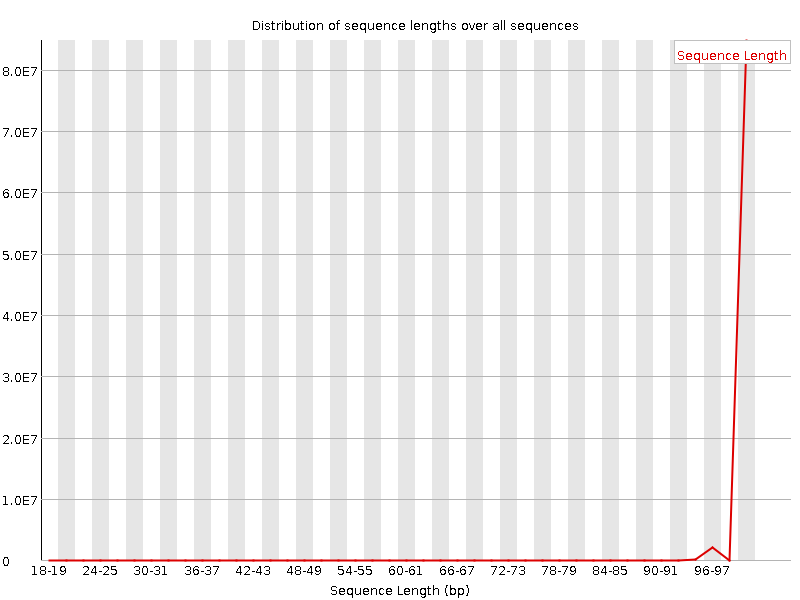 Distribution of sequence lengths over all sequences
Sequence Length
8.0E7
7.0E7
6.0E7
5.0E7
4.0E7
3.0E7
2.0E7
1.0E7
0
18-19 24-25 30-31 36-37 42-43 48-49 54-55 60-61 66-67 72-73 78-79 84-85 90-91 96-97
Sequence Length (bp)